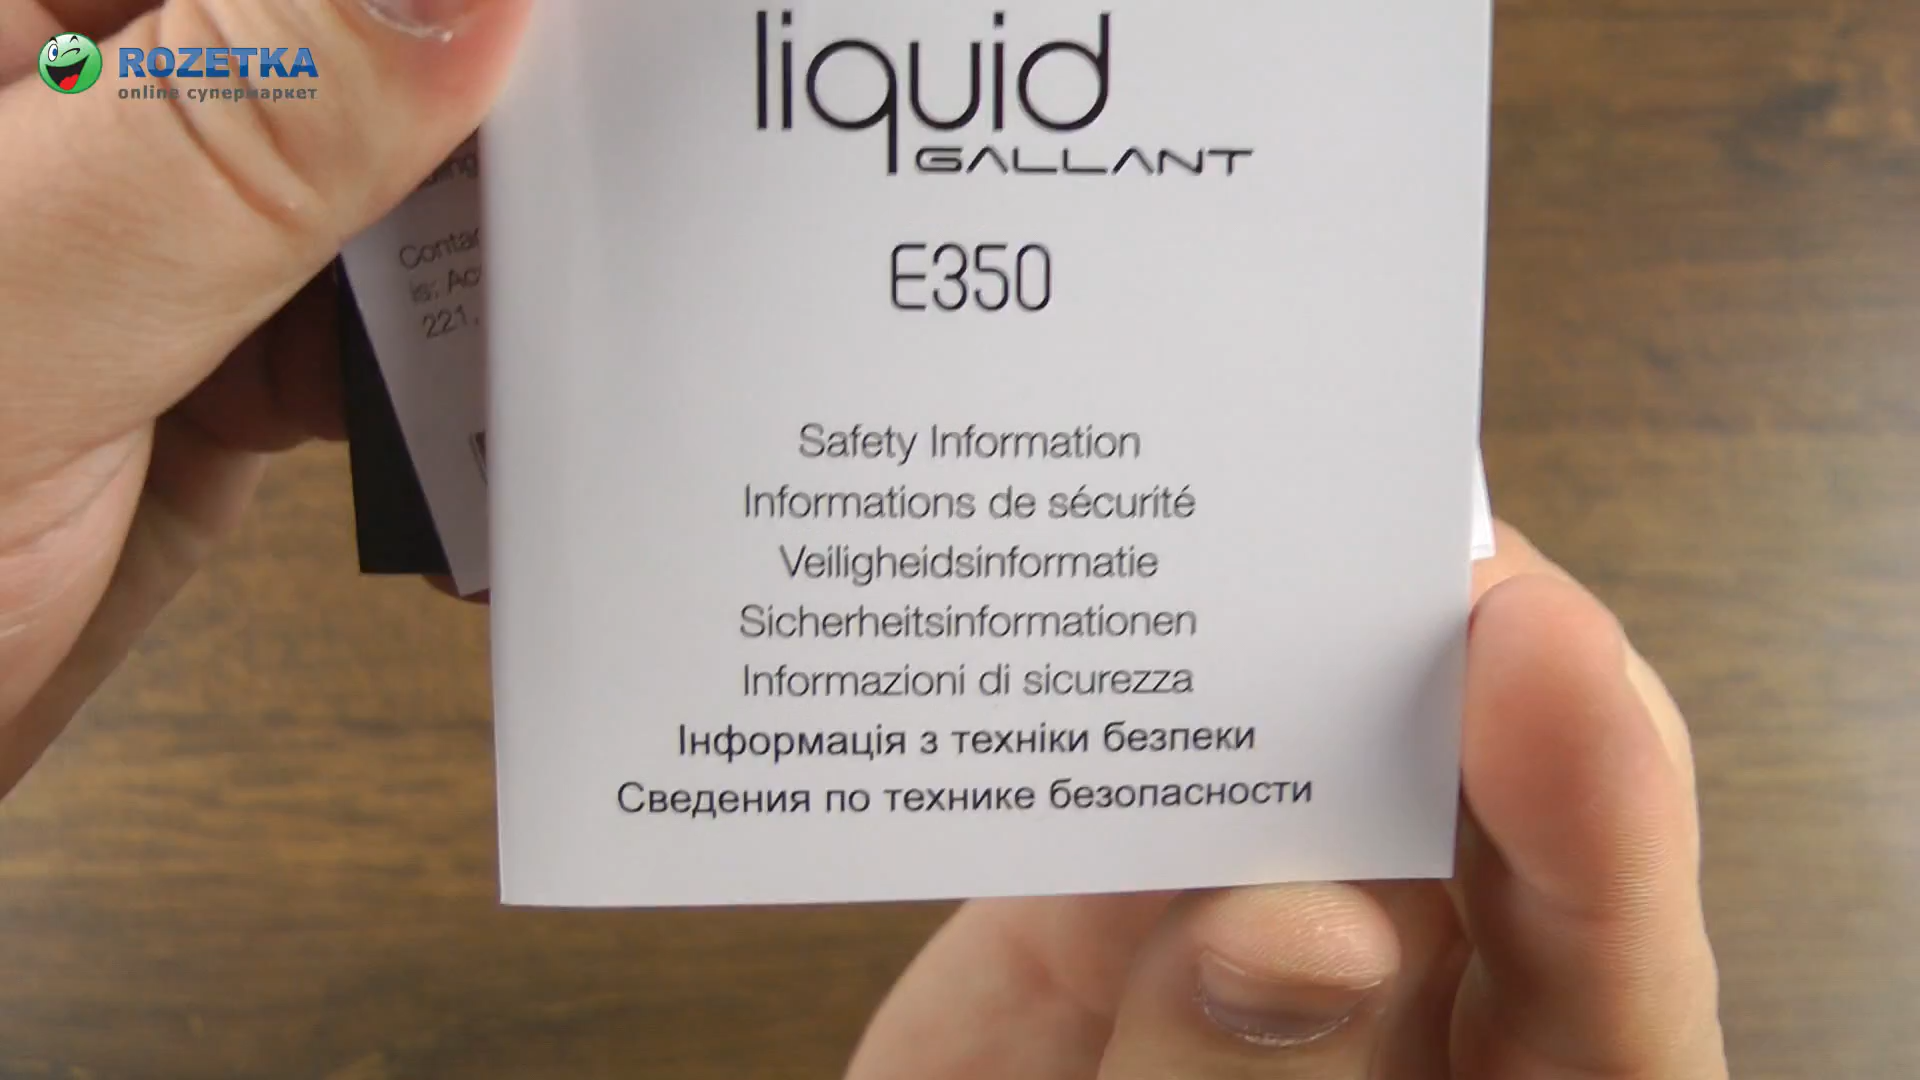 ROZETKA
online супермаркет
liquid
GALLANT
E350
221,
Safety Information
Informations de sécurité
Veiligheidsinformatie
Sicherheitsinformationen
Informazioni di sicurezza
Інформація з техніки безпеки
Сведения по технике безопасности